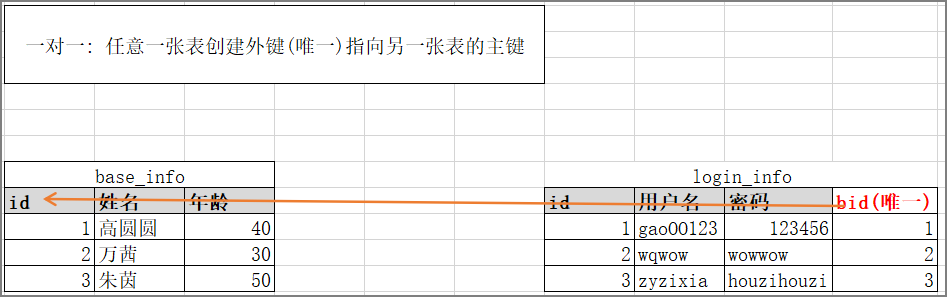 一对一: 任意一张表创建外键(唯一)指向另一张表的主键
base_info
id 姓名 年龄
1 高圆圆 40
2 万茜 30
3 朱茵 50
login_info
id 用户名 密码 bid(唯一)
1 gao00123 123456 1
2 wqwow wowwow 2
3 zyzixia houzihouzi 3